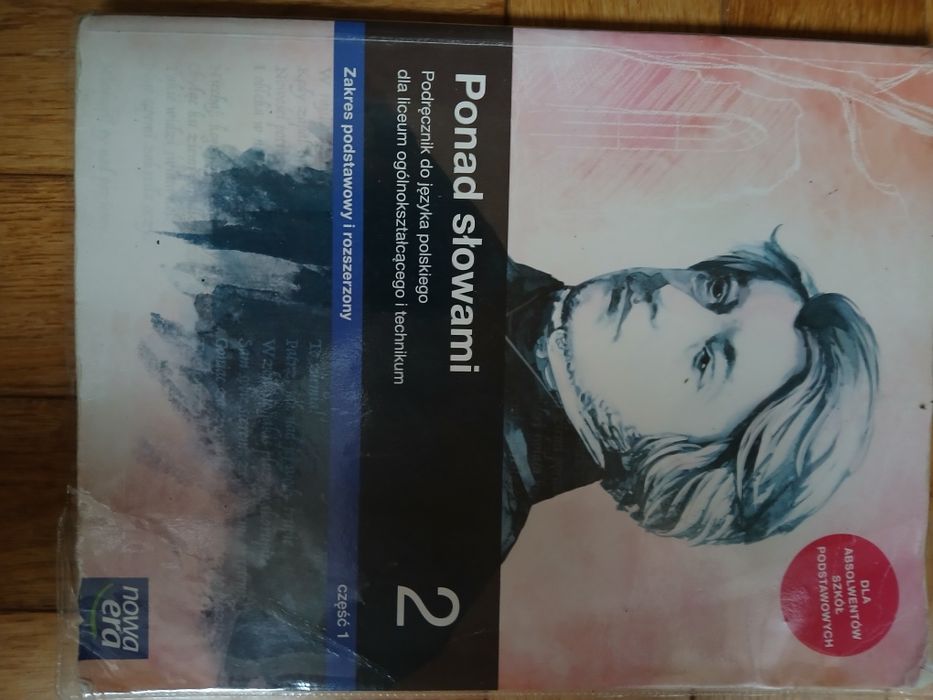 DLA
ABSOLWENTÓW
SZKÓŁ
PODSTAWOWYCH
Ponad słowami
2
Podręcznik do języka polskiego
dla liceum ogólnokształcącego i technikum
Zakres podstawowy i rozszerzony
część 1
nowa
era